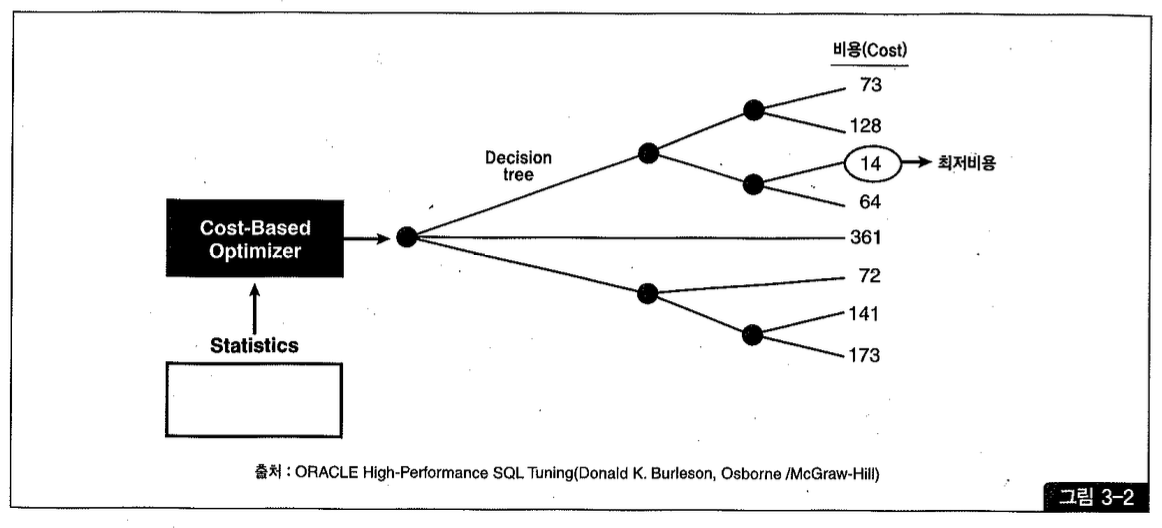 비용(Cost)
73
128
Decision
tree
14
최저비용
64
Cost-Based
Optimizer
361
72
141
Statistics
173
출처 : ORACLE High-Performance SQL Tuning(Donald K. Burleson, Osborne /McGraw-Hill)
그림 3-2